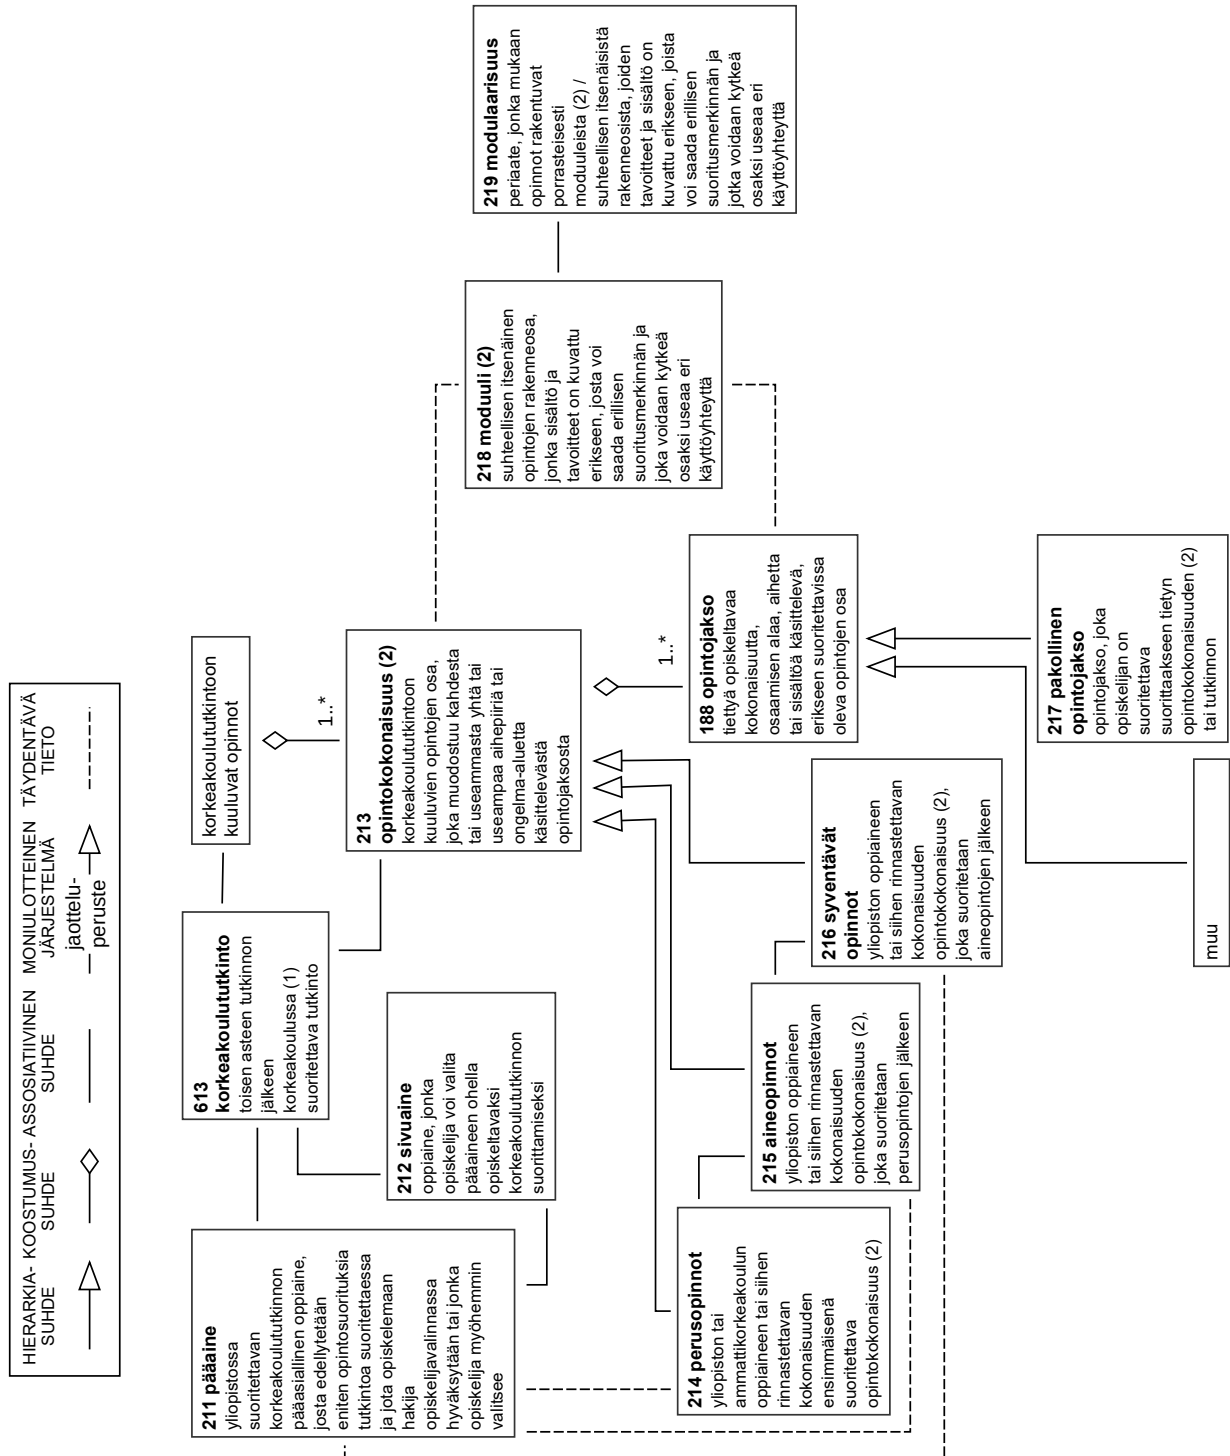 HIERARKIA- KOOSTUMUS- ASSOSIATIIVINEN MONIULOTTEINEN TÄYDENTÄVÄ
SUHDE SUHDE SUHDE JÄRJESTELMÄ TIETO
jaottelu-
peruste
211 pääaine
yliopistossa
suoritettavan
korkeakoulututkinnon
pääasiallinen oppiaine,
josta edellytetään
eniten opintosuorituksia
tutkintoa suoritettaessa
ja jota opiskelemaan
hakija
opiskelijavalinnassa
hyväksytään tai jonka
opiskelija myöhemmin
valitsee
613
korkeakoulututkinto
toisen asteen tutkinnon
jälkeen
korkeakoulussa (1)
suoritettava tutkinto
korkeakoulututkintoon
kuuluvat opinnot
1..*
212 sivuaine
oppiaine, jonka
opiskelija voi valita
pääaineen ohella
opiskeltavaksi
korkeakoulututkinnon
suorittamiseksi
213
opintokokonaisuus (2)
korkeakoulututkintoon
kuuluvien opintojen osa,
joka muodostuu kahdesta
tai useammasta yhtä tai
useampaa aihepiiriä tai
ongelma-aluetta
käsittelevästä
opintojaksosta
1..*
218 moduuli (2)
suhteellisen itsenäinen
opintojen rakenneosa,
jonka sisältö ja
tavoitteet on kuvattu
erikseen, josta voi
saada erillisen
suoritusmerkinnän ja
joka voidaan kytkeä
osaksi useaa eri
käyttöyhteyttä
219 modulaarisuus
periaate, jonka mukaan
opinnot rakentuvat
porrasteisesti
moduuleista (2) /
suhteellisen itsenäisistä
rakenneosista, joiden
tavoitteet ja sisältö on
kuvattu erikseen, joista
voi saada erillisen
suoritusmerkinnän ja
jotka voidaan kytkeä
osaksi useaa eri
käyttöyhteyttä
214 perusopinnot
yliopiston tai
ammattikorkeakoulun
oppiaineen tai siihen
rinnastettavan
kokonaisuuden
ensimmäisenä
suoritettava
opintokokonaisuus (2)
215 aineopinnot
yliopiston oppiaineen
tai siihen rinnastettavan
kokonaisuuden
opintokokonaisuus (2),
joka suoritetaan
perusopintojen jälkeen
216 syventävät
opinnot
yliopiston oppiaineen
tai siihen rinnastettavan
kokonaisuuden
opintokokonaisuus (2),
joka suoritetaan
aineopintojen jälkeen
188 opintojakso
tiettyä opiskeltavaa
kokonaisuutta,
osaamisen alaa, aihetta
tai sisältöä käsittelevä,
erikseen suoritettavissa
oleva opintojen osa
217 pakollinen
opintojakso
opintojakso, joka
opiskelijan on
suoritettava
suorittaakseen tietyn
opintokokonaisuuden (2)
tai tutkinnon
muu